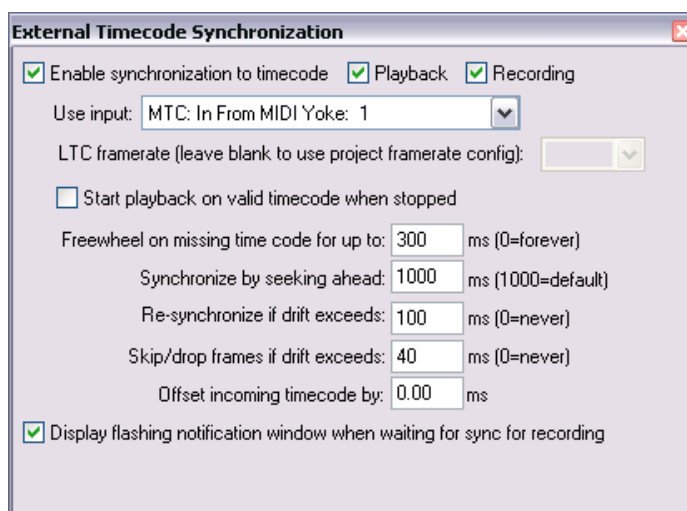 External Timecode Synchronization
Enable synchronization to timecode Playback Recording
Use input: MTC: In From MIDI Yoke: 1
LTC framerate (leave blank to use project framerate config):
Start playback on valid timecode when stopped
Freewheel on missing time code for up to: 300 ms (0=forever)
Synchronize by seeking ahead: 1000 ms (1000=default)
Re-synchronize if drift exceeds: 100 ms (0=never)
Skip/drop frames if drift exceeds: 40 ms (0=never)
Offset incoming timecode by: 0.00 ms
Display flashing notification window when waiting for sync for recording